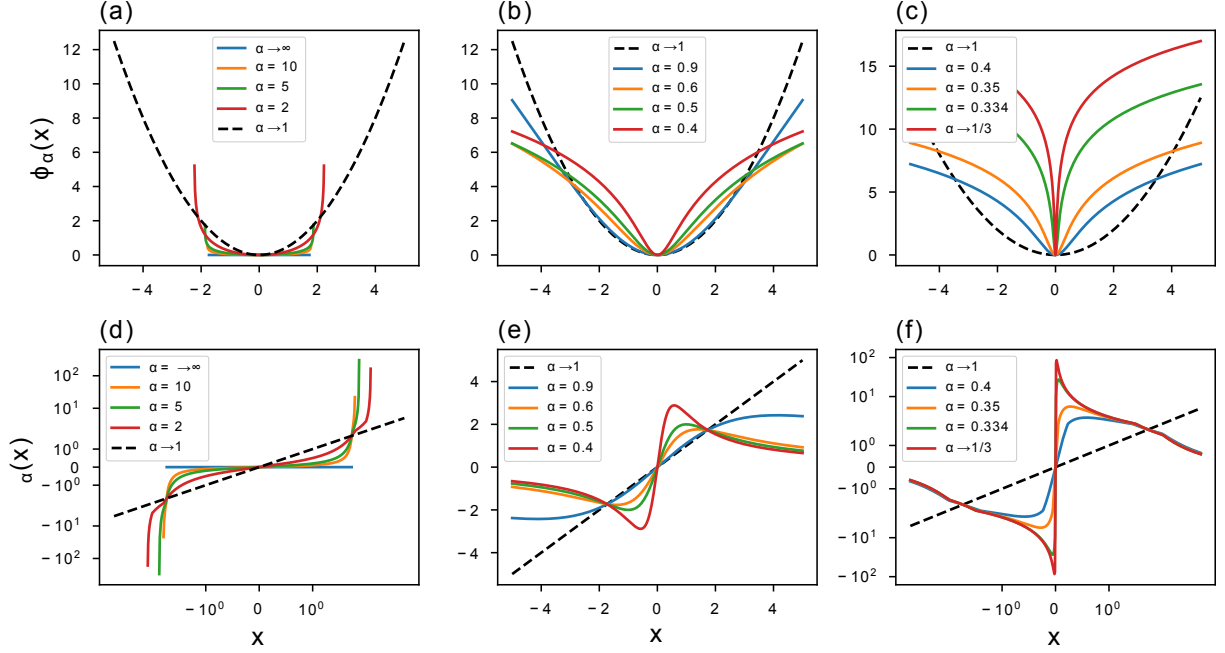 (a)
ϕα(x)
12
10
8
6
4
2
0
−4
−2
0
2
4
α →∞
α = 10
α = 5
α = 2
α →1
(b)
12
10
8
6
4
2
0
−4
−2
0
2
4
α →1
α = 0.9
α = 0.6
α = 0.5
α = 0.4
(c)
15
10
5
0
−4
−2
0
2
4
α →1
α = 0.4
α = 0.35
α = 0.334
α →1/3
(d)
α(x)
10²
10¹
10⁰
0
−10⁰
−10¹
−10²
−10⁰
0
10⁰
x
α = →∞
α = 10
α = 5
α = 2
α →1
(e)
4
2
0
−2
−4
−4
−2
0
2
4
x
α →1
α = 0.9
α = 0.6
α = 0.5
α = 0.4
(f)
10²
10¹
10⁰
0
−10⁰
−10¹
−10²
−10⁰
0
10⁰
x
α →1
α = 0.4
α = 0.35
α = 0.334
α →1/3